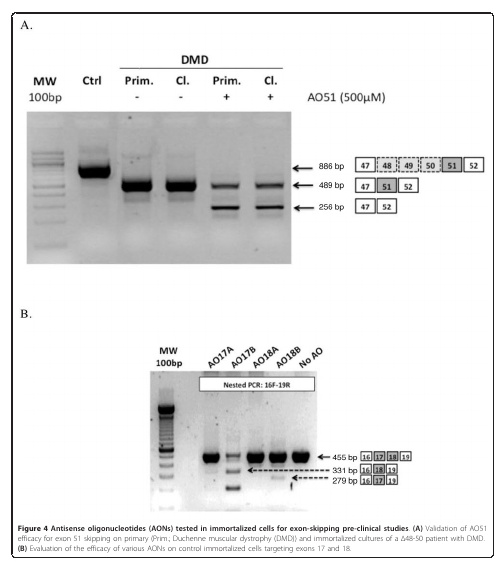 A.
DMD
MW Ctrl Prim. Cl. Prim. Cl.
100bp - - + + AO51 (500µM)
886 bp 47 48 49 50 51 52
489 bp 47 51 52
256 bp 47 52
B.
MW
100bp
AO17A AO17B AO18A AO18B No AO
Nested PCR: 16F-19R
455 bp 16 17 18 19
331 bp 16 18 19
279 bp 16 17 19
Figure 4 Antisense oligonucleotides (AONs) tested in immortalized cells for exon-skipping pre-clinical studies. (A) Validation of AO51
efficacy for exon 51 skipping on primary (Prim.; Duchenne muscular dystrophy (DMD)) and immortalized cultures of a Δ48-50 patient with DMD.
(B) Evaluation of the efficacy of various AONs on control immortalized cells targeting exons 17 and 18.